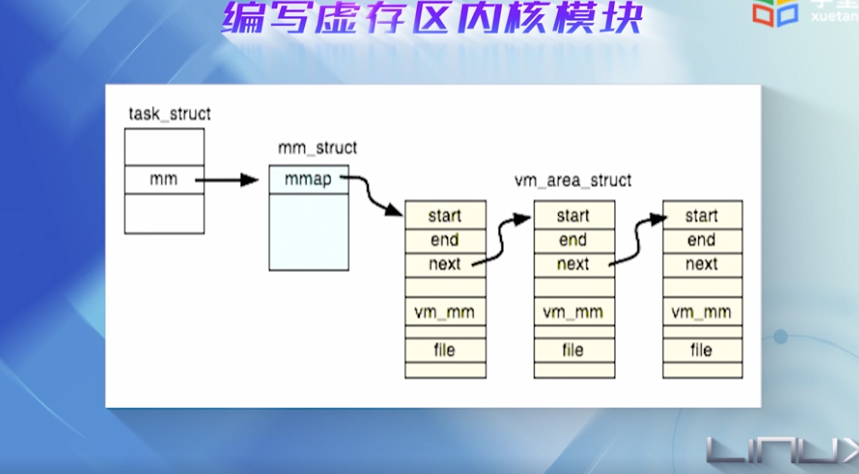 编写虚存区内核模块
xuetan
task_struct
mm
mm_struct
mmap
vm_area_struct
start
end
next
vm_mm
file
start
end
next
vm_mm
file
start
end
next
vm_mm
file
LINUX